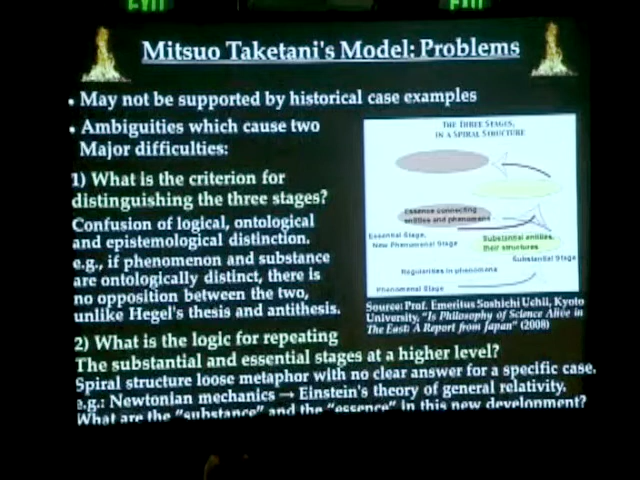 EXIT
EXIT
Mitsuo Taketani's Model: Problems
• May not be supported by historical case examples
• Ambiguities which cause two
Major difficulties:
1) What is the criterion for
distinguishing the three stages?
Confusion of logical, ontological
and epistemological distinction.
e.g., if phenomenon and substance
are ontologically distinct, there is
no opposition between the two,
unlike Hegel's thesis and antithesis.
THE THREE STAGES,
IN A SPIRAL STRUCTURE
Essence connecting
entities and phenomena
Essential Stage,
New Phenomenal Stage
Substantial entities,
their structures
Substantial Stage
Regularities in phenomena
Phenomenal Stage
Source: Prof. Emeritus Soshichi Uchii, Kyoto
University, "Is Philosophy of Science Alive in
The East: A Report from Japan" (2008)
2) What is the logic for repeating
The substantial and essential stages at a higher level?
Spiral structure loose metaphor with no clear answer for a specific case.
e.g.: Newtonian mechanics → Einstein's theory of general relativity.
What are the "substance" and the "essence" in this new development?